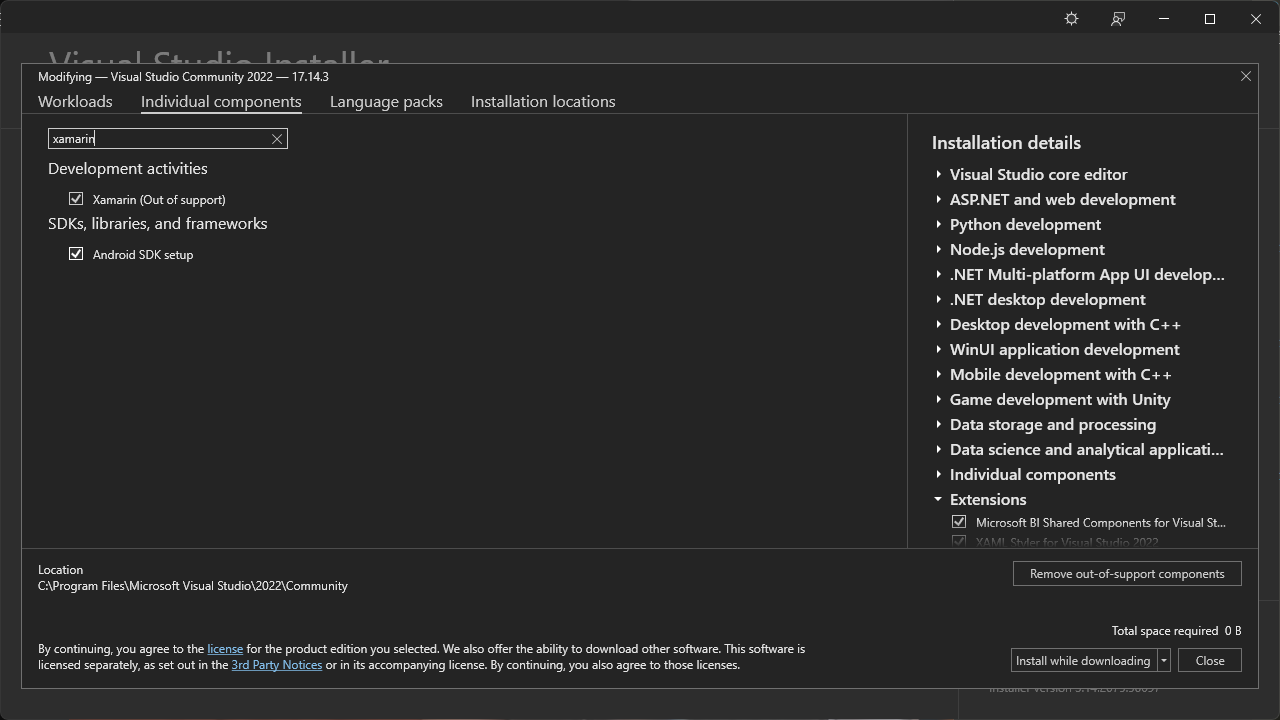 Visual Studio Installer
Modifying — Visual Studio Community 2022 — 17.14.3
Workloads
Individual components
Language packs
Installation locations
xamarin
Development activities
Xamarin (Out of support)
SDKs, libraries, and frameworks
Android SDK setup
Installation details
Visual Studio core editor
ASP.NET and web development
Python development
Node.js development
.NET Multi-platform App UI develop...
.NET desktop development
Desktop development with C++
WinUI application development
Mobile development with C++
Game development with Unity
Data storage and processing
Data science and analytical applicati...
Individual components
Extensions
Microsoft BI Shared Components for Visual St...
XAML Styler for Visual Studio 2022
Location
C:\Program Files\Microsoft Visual Studio\2022\Community
Remove out-of-support components
Total space required 0 B
By continuing, you agree to the license for the product edition you selected. We also offer the ability to download other software. This software is
licensed separately, as set out in the 3rd Party Notices or in its accompanying license. By continuing, you also agree to those licenses.
Install while downloading
Close